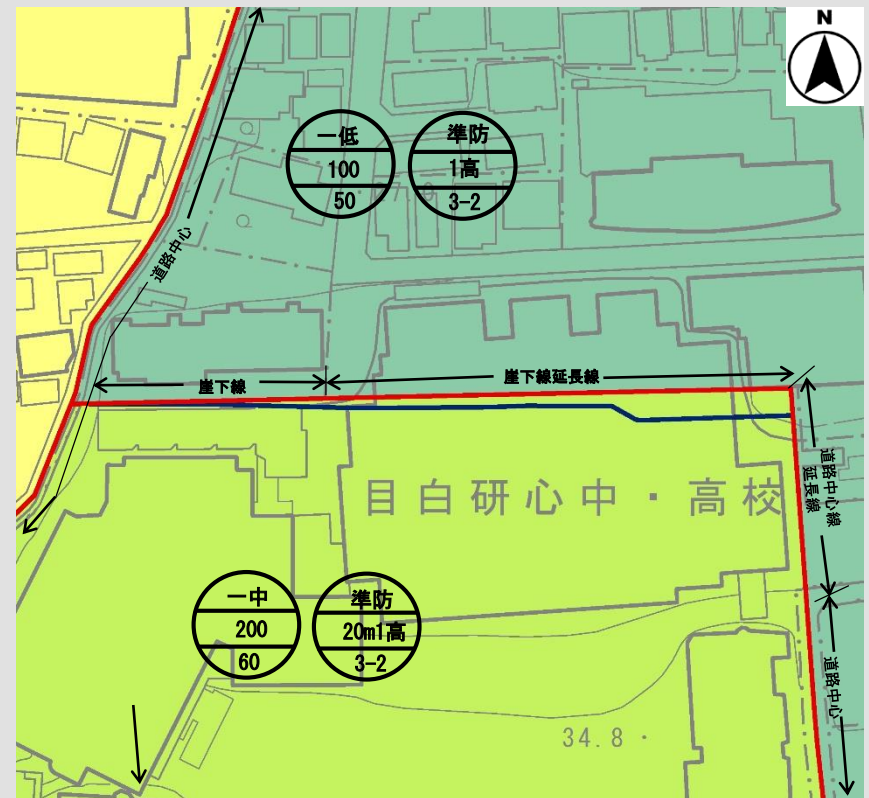 N
一低
100
50
準防
1高
3-2
道路中心
崖下線
崖下線延長線
道路中心線
延長線
目白研心中・高校
一中
200
60
準防
20m1高
3-2
道路中心
34.8・